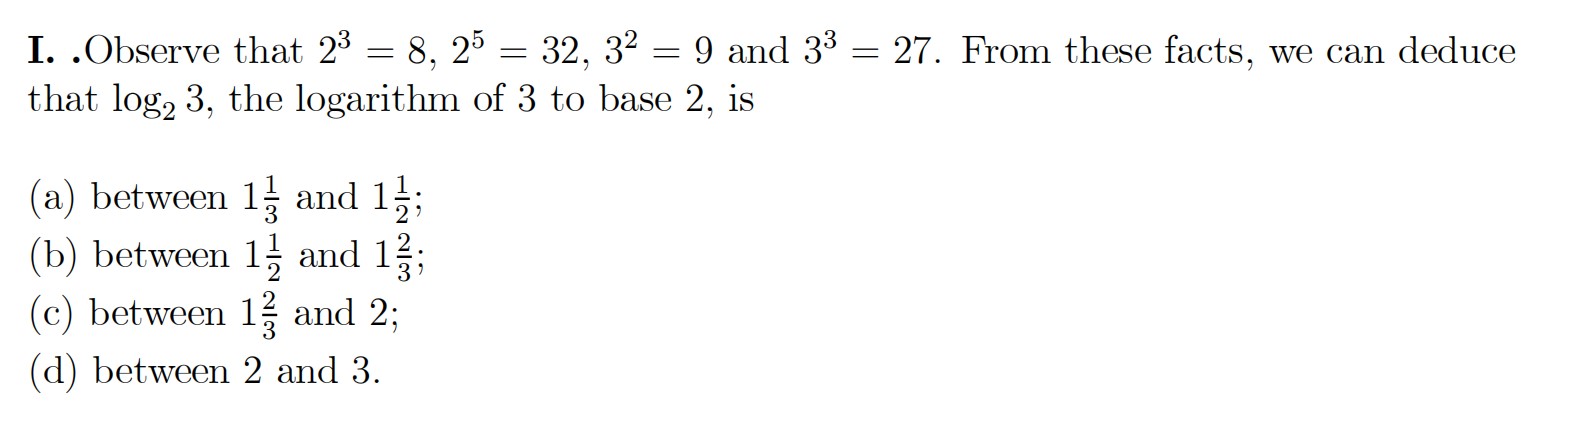 I. .Observe that 2³ = 8, 2⁵ = 32, 3² = 9 and 3³ = 27. From these facts, we can deduce
that log₂ 3, the logarithm of 3 to base 2, is
(a) between 1⅓ and 1½;
(b) between 1½ and 1⅔;
(c) between 1⅔ and 2;
(d) between 2 and 3.